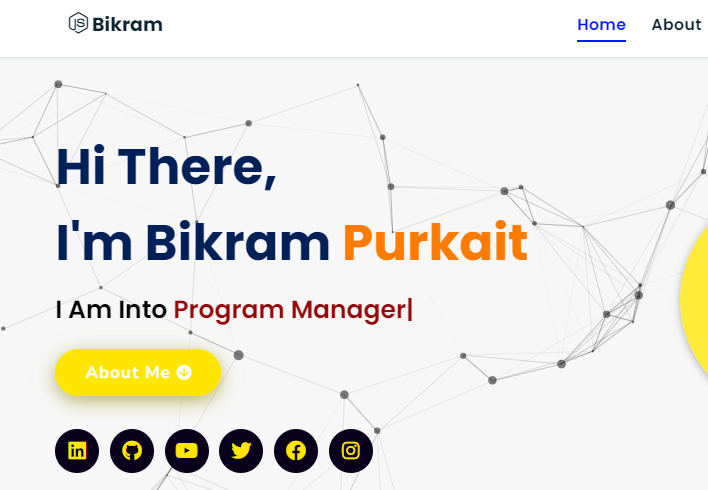 Bikram
Home About
Hi There,
I'm Bikram Purkait
I Am Into Program Manager|
About Me